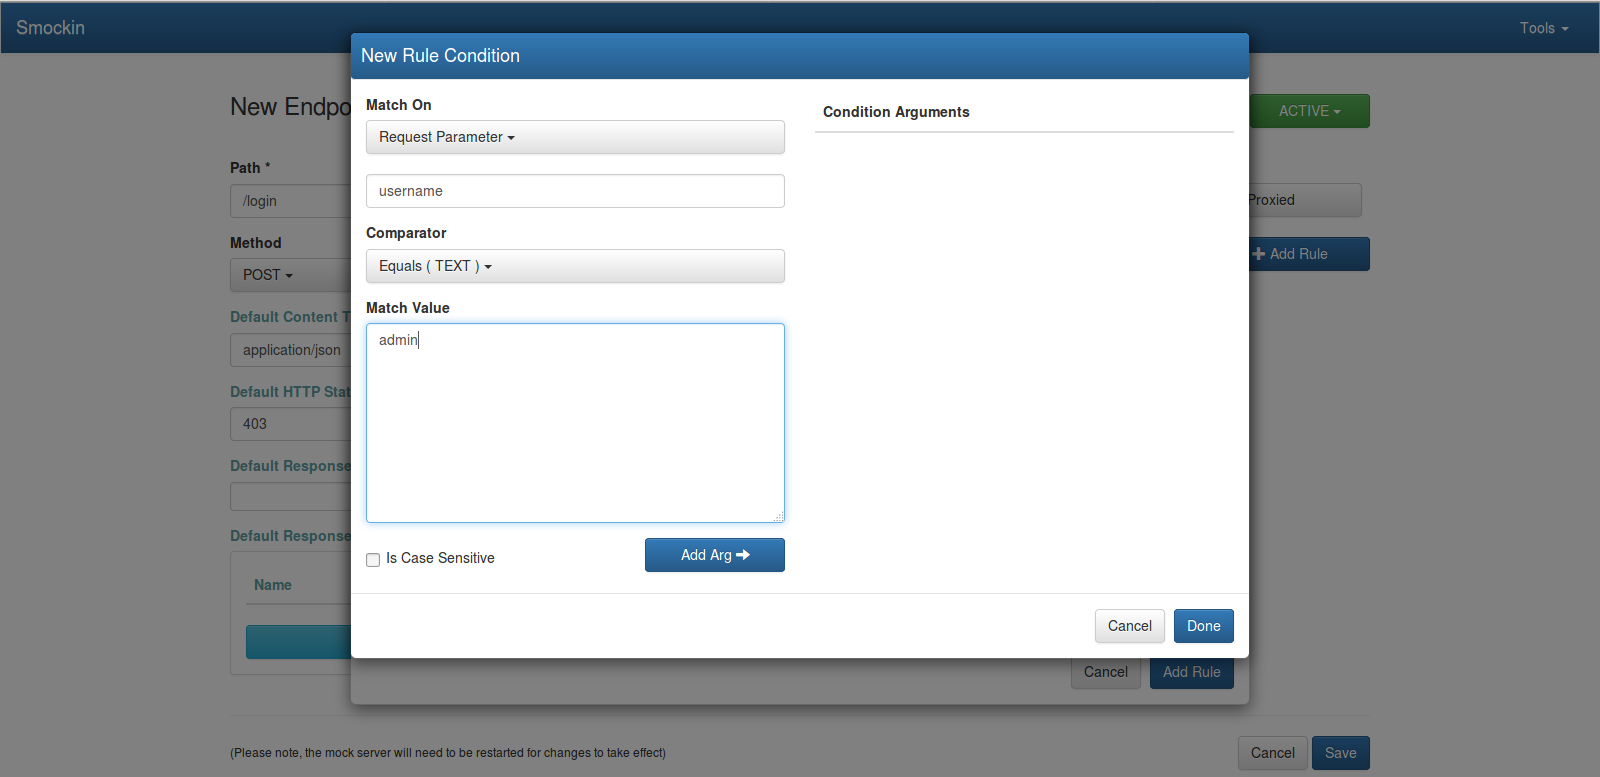 Smockin
Tools
New Rule Condition
Match On
Request Parameter
username
Comparator
Equals ( TEXT )
Match Value
admin
Is Case Sensitive
Add Arg
Condition Arguments
Cancel
Done
New Endpo
ACTIVE
Path *
/login
Proxied
Method
POST
Add Rule
Default Content T
application/json
Default HTTP Stat
403
Default Response
Default Response
Name
Cancel
Add Rule
(Please note, the mock server will need to be restarted for changes to take effect)
Cancel
Save